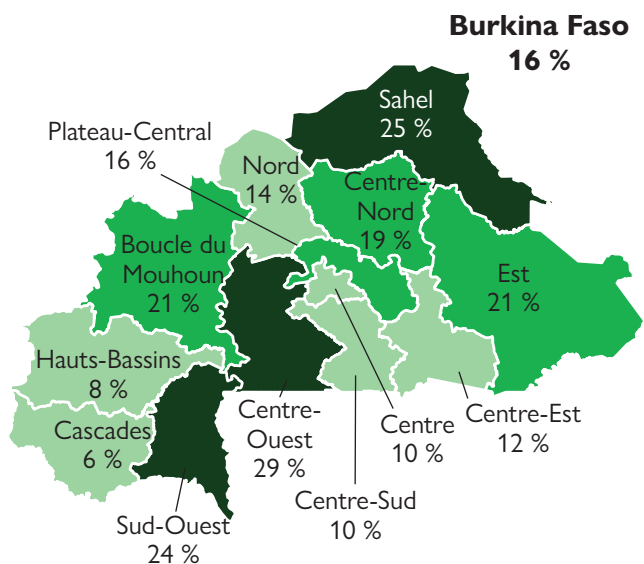 Burkina Faso
16 %
Sahel
25 %
Plateau-Central
16 %
Nord
14 %
Centre-
Nord
19 %
Boucle du
Mouhoun
21 %
Est
21 %
Hauts-Bassins
8 %
Cascades
6 %
Centre-
Ouest
29 %
Centre
10 %
Centre-Est
12 %
Centre-Sud
10 %
Sud-Ouest
24 %